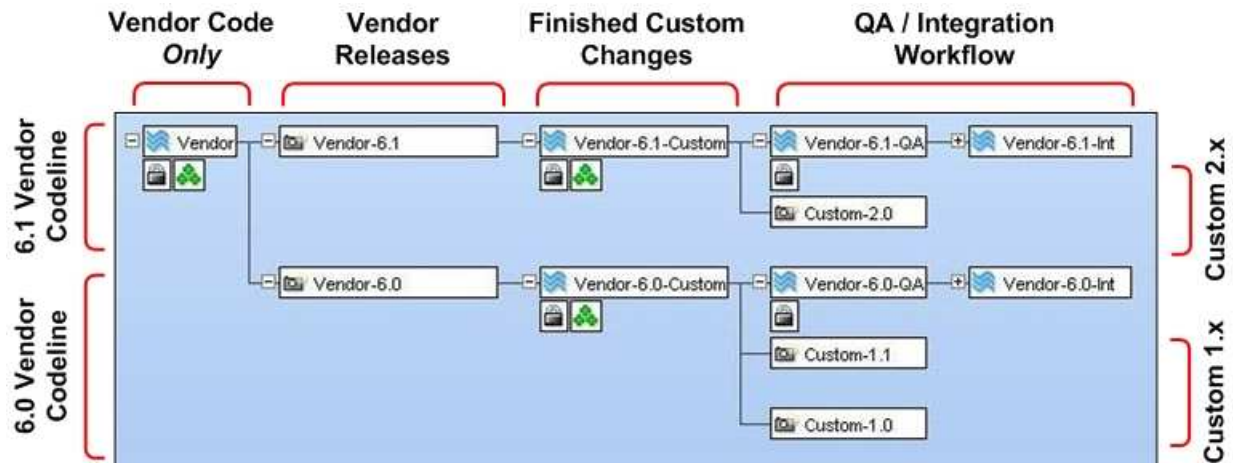 Vendor Code
Only
Vendor
Releases
Finished Custom
Changes
QA / Integration
Workflow
6.1 Vendor
Codeline
Vendor
Vendor-6.1
Vendor-6.1-Custom
Vendor-6.1-QA
Vendor-6.1-Int
Custom-2.0
Custom 2.x
6.0 Vendor
Codeline
Vendor-6.0
Vendor-6.0-Custom
Vendor-6.0-QA
Vendor-6.0-Int
Custom-1.1
Custom-1.0
Custom 1.x